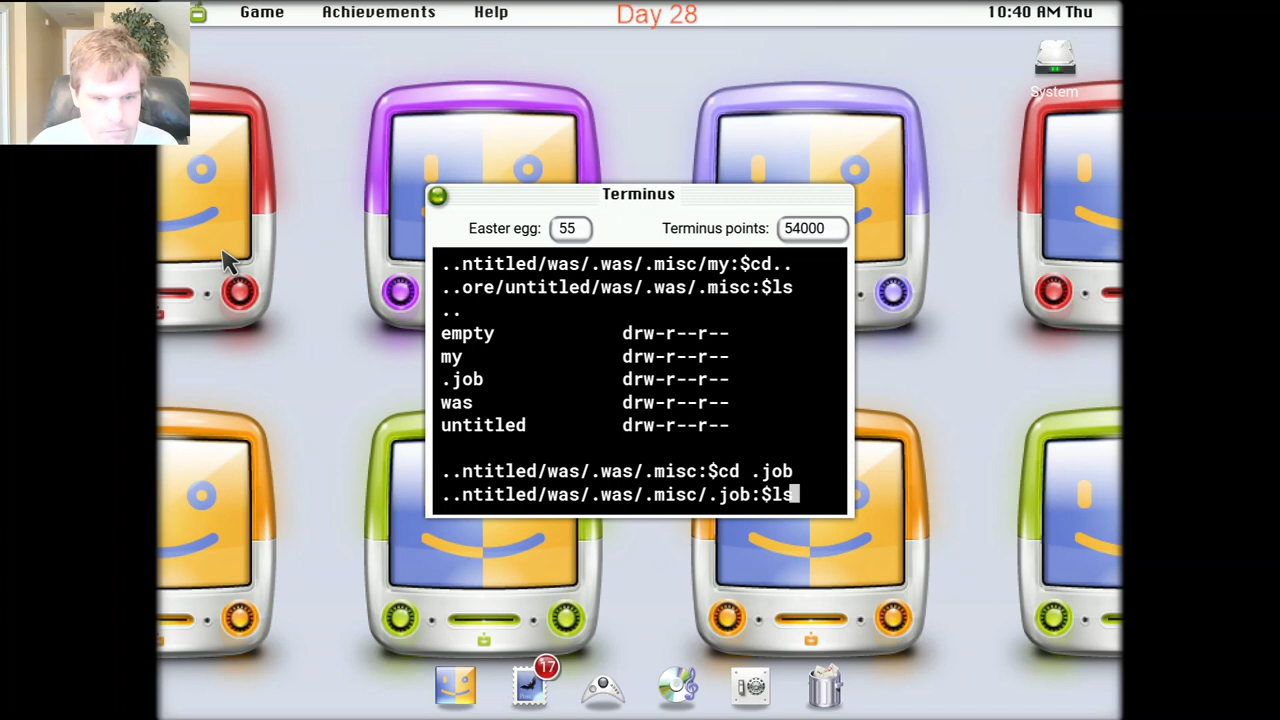 Game Achievements Help Day 28 10:40 AM Thu
System
Terminus
Easter egg: 55 Terminus points: 54000
..ntitled/was/.was/.misc/my:$cd..
..ore/untitled/was/.was/.misc:$ls
..
empty drw-r--r--
my drw-r--r--
.job drw-r--r--
was drw-r--r--
untitled drw-r--r--
..ntitled/was/.was/.misc:$cd .job
..ntitled/was/.was/.misc/.job:$ls
17